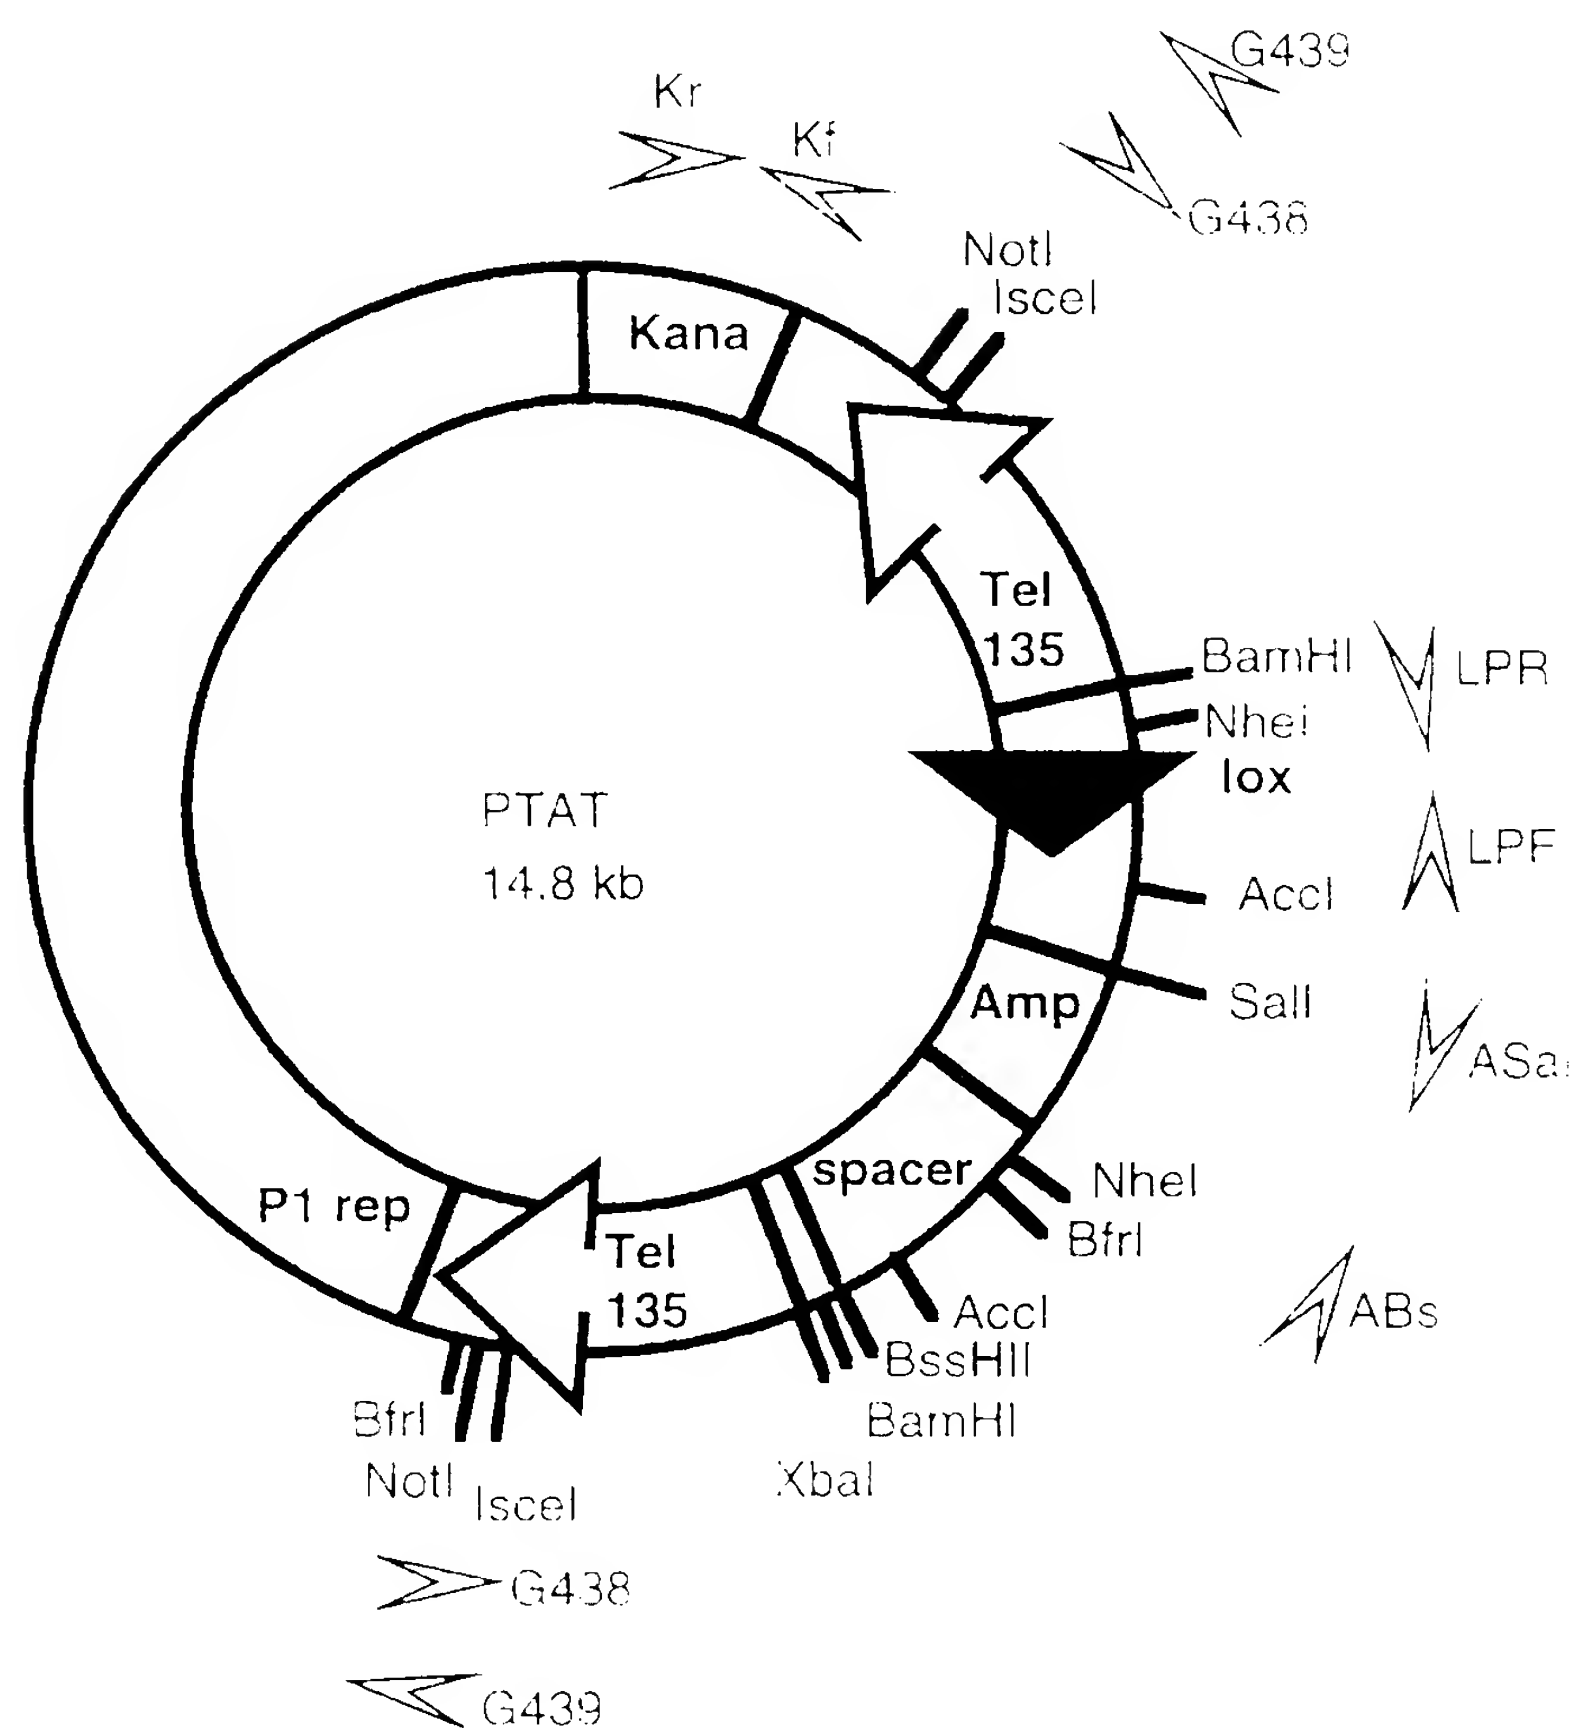 G439
Kr
Kf
G438
NotI
IsceI
Kana
Tel
135
BamHI
LPR
Nhei
lox
PTAT
14.8 kb
LPF
AccI
Amp
SalI
ASa
spacer
NheI
BfrI
P1 rep
Tel
135
AccI
ABs
BssHII
BfrI
BamHI
NotI
IsceI
XbaI
G438
G439